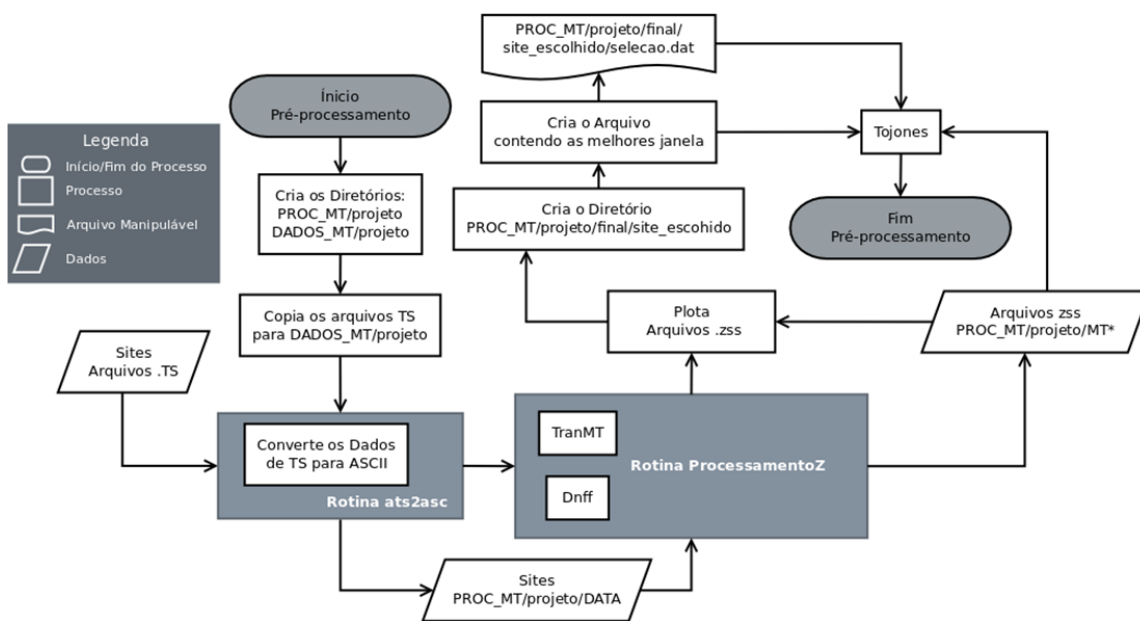 PROC_MT/projeto/final/
site_escolhido/selecao.dat
Ínicio
Pré-processamento
Cria o Arquivo
contendo as melhores janela
Tojones
Legenda
Início/Fim do Processo
Processo
Arquivo Manipulável
Dados
Cria os Diretórios:
PROC_MT/projeto
DADOS_MT/projeto
Cria o Diretório
PROC_MT/projeto/final/site_escohido
Fim
Pré-processamento
Copia os arquivos TS
para DADOS_MT/projeto
Plota
Arquivos .zss
Arquivos zss
PROC_MT/projeto/MT*
Sites
Arquivos .TS
Converte os Dados
de TS para ASCII
Rotina ats2asc
TranMT
Rotina ProcessamentoZ
Dnff
Sites
PROC_MT/projeto/DATA